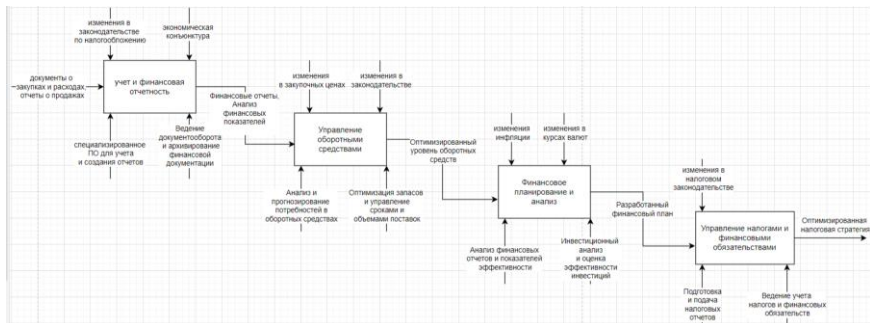 изменения в
законодательстве
по налогообложению
экономическая
конъюнктура
документы о
закупках и расходах,
отчеты о продажах
учет и финансовая
отчетность
специализированное
ПО для учета
и создания отчетов
Ведение
документооборота
и архивирование
финансовой
документации
Финансовые отчеты,
Анализ
финансовых
показателей
изменения
в закупочных ценах
изменения в
законодательстве
Управление
оборотными
средствами
Анализ и
прогнозирование
потребностей в
оборотных средствах
Оптимизация запасов
и управление
сроками и
объемами поставок
Оптимизированный
уровень оборотных
средств
изменения
инфляции
изменения в
курсах валют
Финансовое
планирование и
анализ
Анализ финансовых
отчетов и показателей
эффективности
Инвестиционный
анализ
и оценка
эффективности
инвестиций
Разработанный
финансовый план
изменения в
налоговом
законодательстве
Управление налогами и
финансовыми
обязательствами
Подготовка
и подача
налоговых
отчетов
Ведение учета
налогов и финансовых
обязательств
Оптимизированная
налоговая стратегия